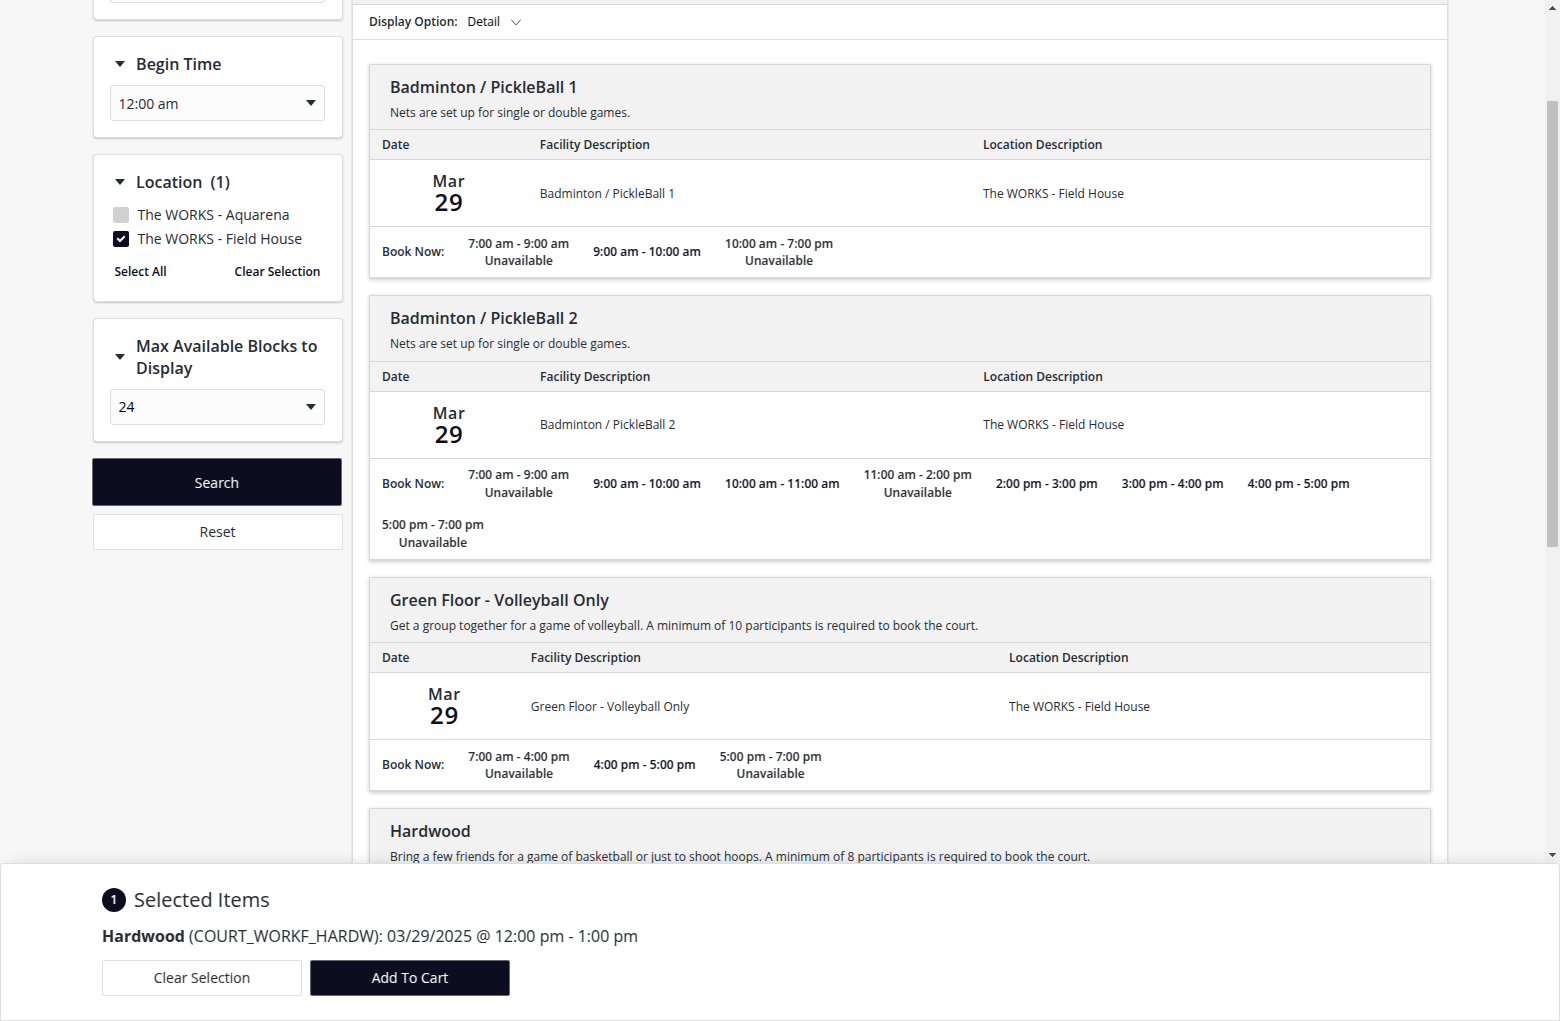 Display Option: Detail
Begin Time
12:00 am
Location (1)
The WORKS - Aquarena
The WORKS - Field House
Select All Clear Selection
Max Available Blocks to
Display
24
Search
Reset
Badminton / PickleBall 1
Nets are set up for single or double games.
Date Facility Description Location Description
Mar
29
Badminton / PickleBall 1 The WORKS - Field House
Book Now: 7:00 am - 9:00 am Unavailable 9:00 am - 10:00 am 10:00 am - 7:00 pm Unavailable
Badminton / PickleBall 2
Nets are set up for single or double games.
Date Facility Description Location Description
Mar
29
Badminton / PickleBall 2 The WORKS - Field House
Book Now: 7:00 am - 9:00 am Unavailable 9:00 am - 10:00 am 10:00 am - 11:00 am 11:00 am - 2:00 pm Unavailable 2:00 pm - 3:00 pm 3:00 pm - 4:00 pm 4:00 pm - 5:00 pm
5:00 pm - 7:00 pm
Unavailable
Green Floor - Volleyball Only
Get a group together for a game of volleyball. A minimum of 10 participants is required to book the court.
Date Facility Description Location Description
Mar
29
Green Floor - Volleyball Only The WORKS - Field House
Book Now: 7:00 am - 4:00 pm Unavailable 4:00 pm - 5:00 pm 5:00 pm - 7:00 pm Unavailable
Hardwood
Bring a few friends for a game of basketball or just to shoot hoops. A minimum of 8 participants is required to book the court.
1 Selected Items
Hardwood (COURT_WORKF_HARDW): 03/29/2025 @ 12:00 pm - 1:00 pm
Clear Selection Add To Cart